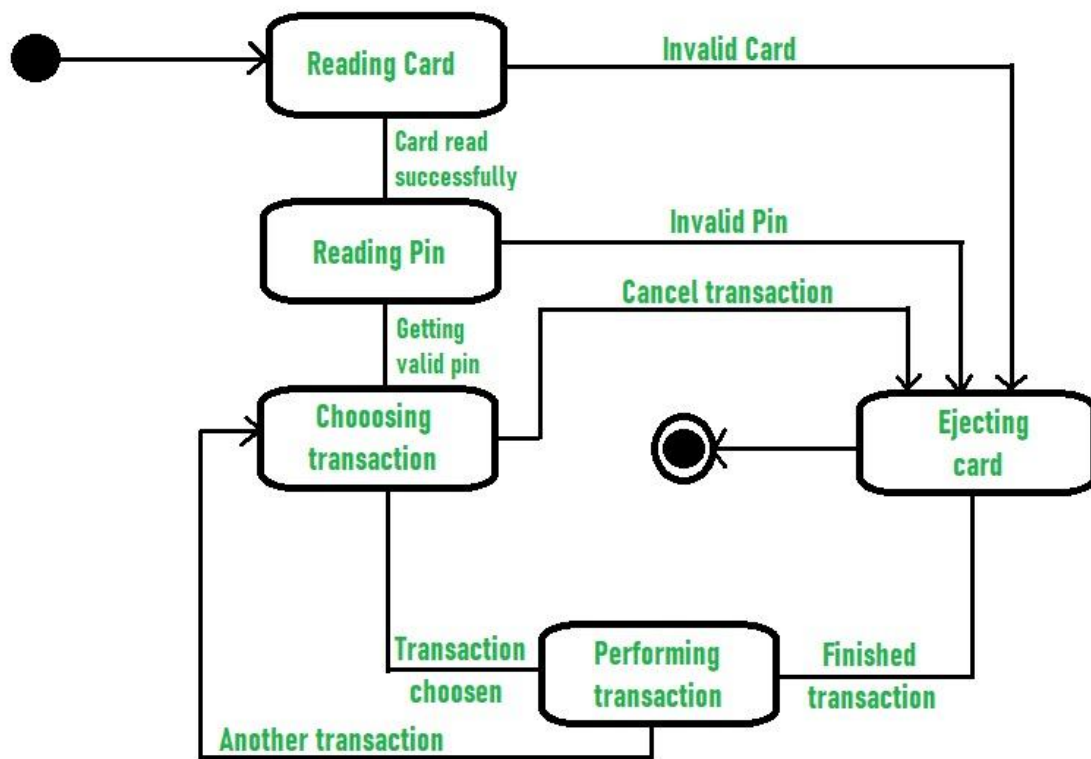 Reading Card
Invalid Card
Card read
successfully
Reading Pin
Invalid Pin
Cancel transaction
Getting
valid pin
Chooosing
transaction
Ejecting
card
Transaction
choosen
Performing
transaction
Finished
transaction
Another transaction